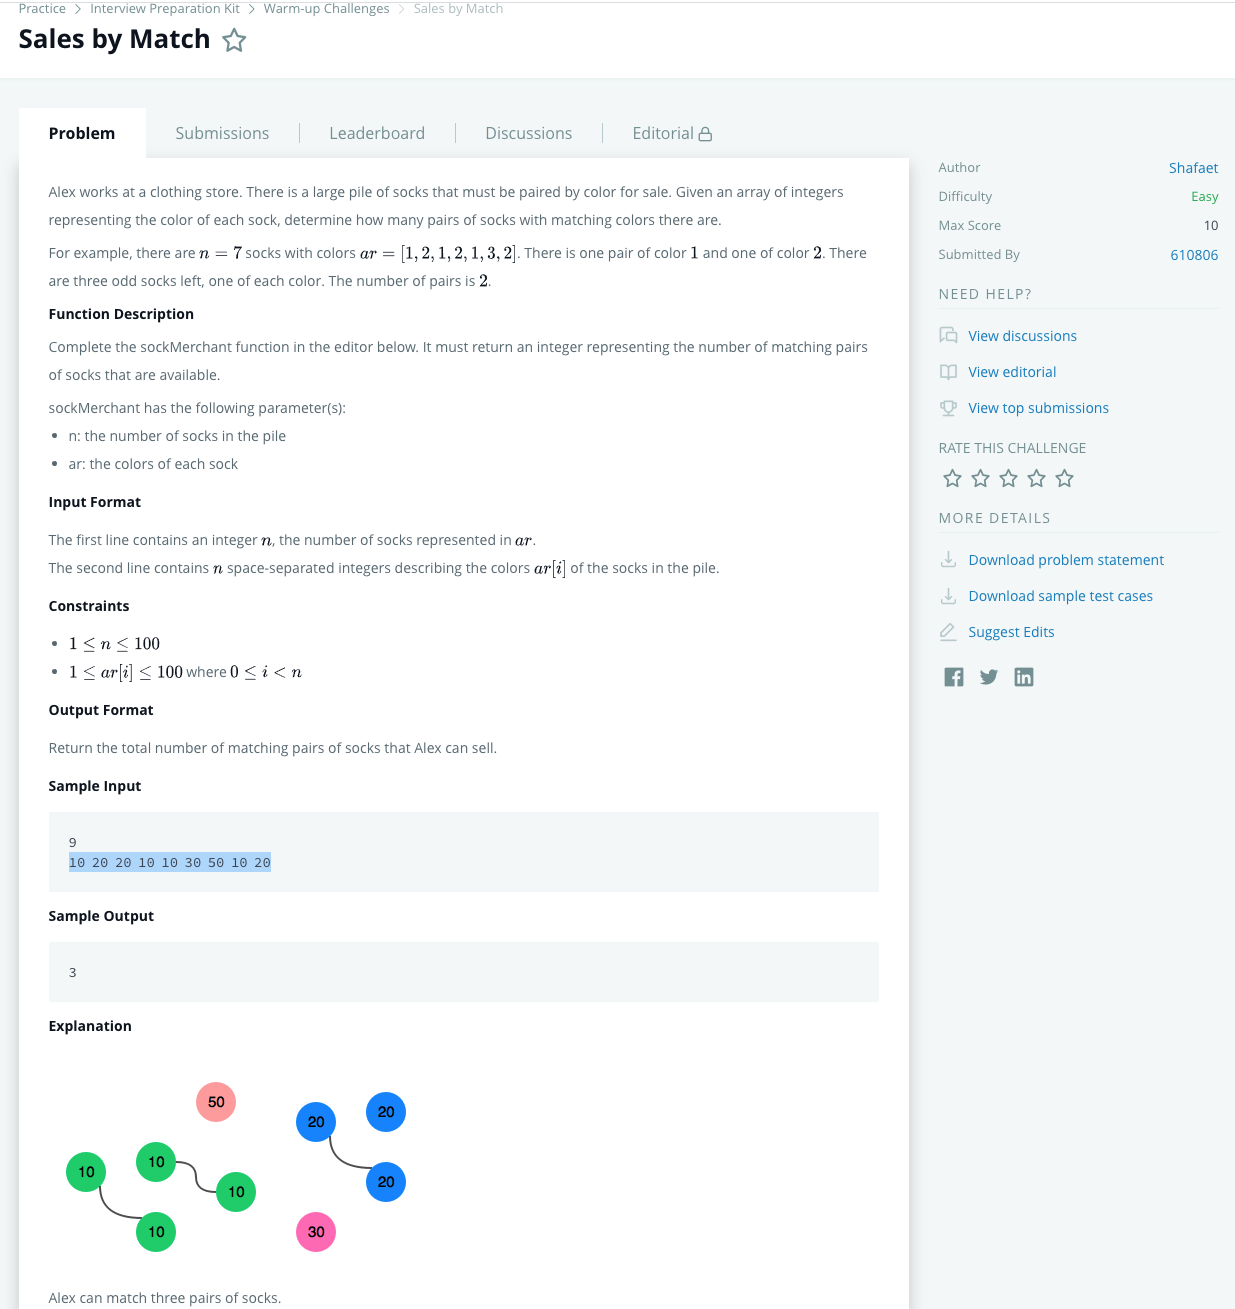 Practice > Interview Preparation Kit > Warm-up Challenges > Sales by Match
Sales by Match
Problem
Submissions
Leaderboard
Discussions
Editorial
Alex works at a clothing store. There is a large pile of socks that must be paired by color for sale. Given an array of integers
representing the color of each sock, determine how many pairs of socks with matching colors there are.
For example, there are n = 7 socks with colors ar = [1, 2, 1, 2, 1, 3, 2]. There is one pair of color 1 and one of color 2. There
are three odd socks left, one of each color. The number of pairs is 2.
Function Description
Complete the sockMerchant function in the editor below. It must return an integer representing the number of matching pairs
of socks that are available.
sockMerchant has the following parameter(s):
• n: the number of socks in the pile
• ar: the colors of each sock
Input Format
The first line contains an integer n, the number of socks represented in ar.
The second line contains n space-separated integers describing the colors ar[i] of the socks in the pile.
Constraints
• 1 ≤ n ≤ 100
• 1 ≤ ar[i] ≤ 100 where 0 ≤ i < n
Output Format
Return the total number of matching pairs of socks that Alex can sell.
Sample Input
9
10 20 20 10 10 30 50 10 20
Sample Output
3
Explanation
50
20
20
10
10
20
10
10
30
Alex can match three pairs of socks.
Author Shafaet
Difficulty Easy
Max Score 10
Submitted By 610806
NEED HELP?
View discussions
View editorial
View top submissions
RATE THIS CHALLENGE
MORE DETAILS
Download problem statement
Download sample test cases
Suggest Edits